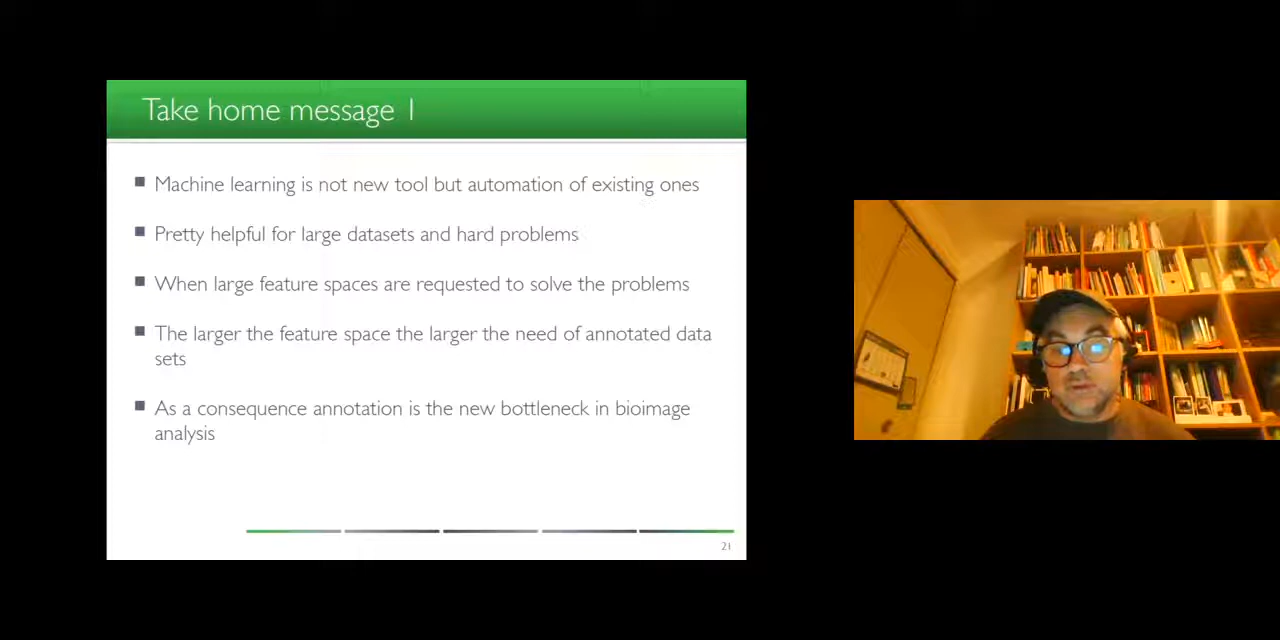 Take home message 1
Machine learning is not new tool but automation of existing ones
Pretty helpful for large datasets and hard problems
When large feature spaces are requested to solve the problems
The larger the feature space the larger the need of annotated data
sets
As a consequence annotation is the new bottleneck in bioimage
analysis
21